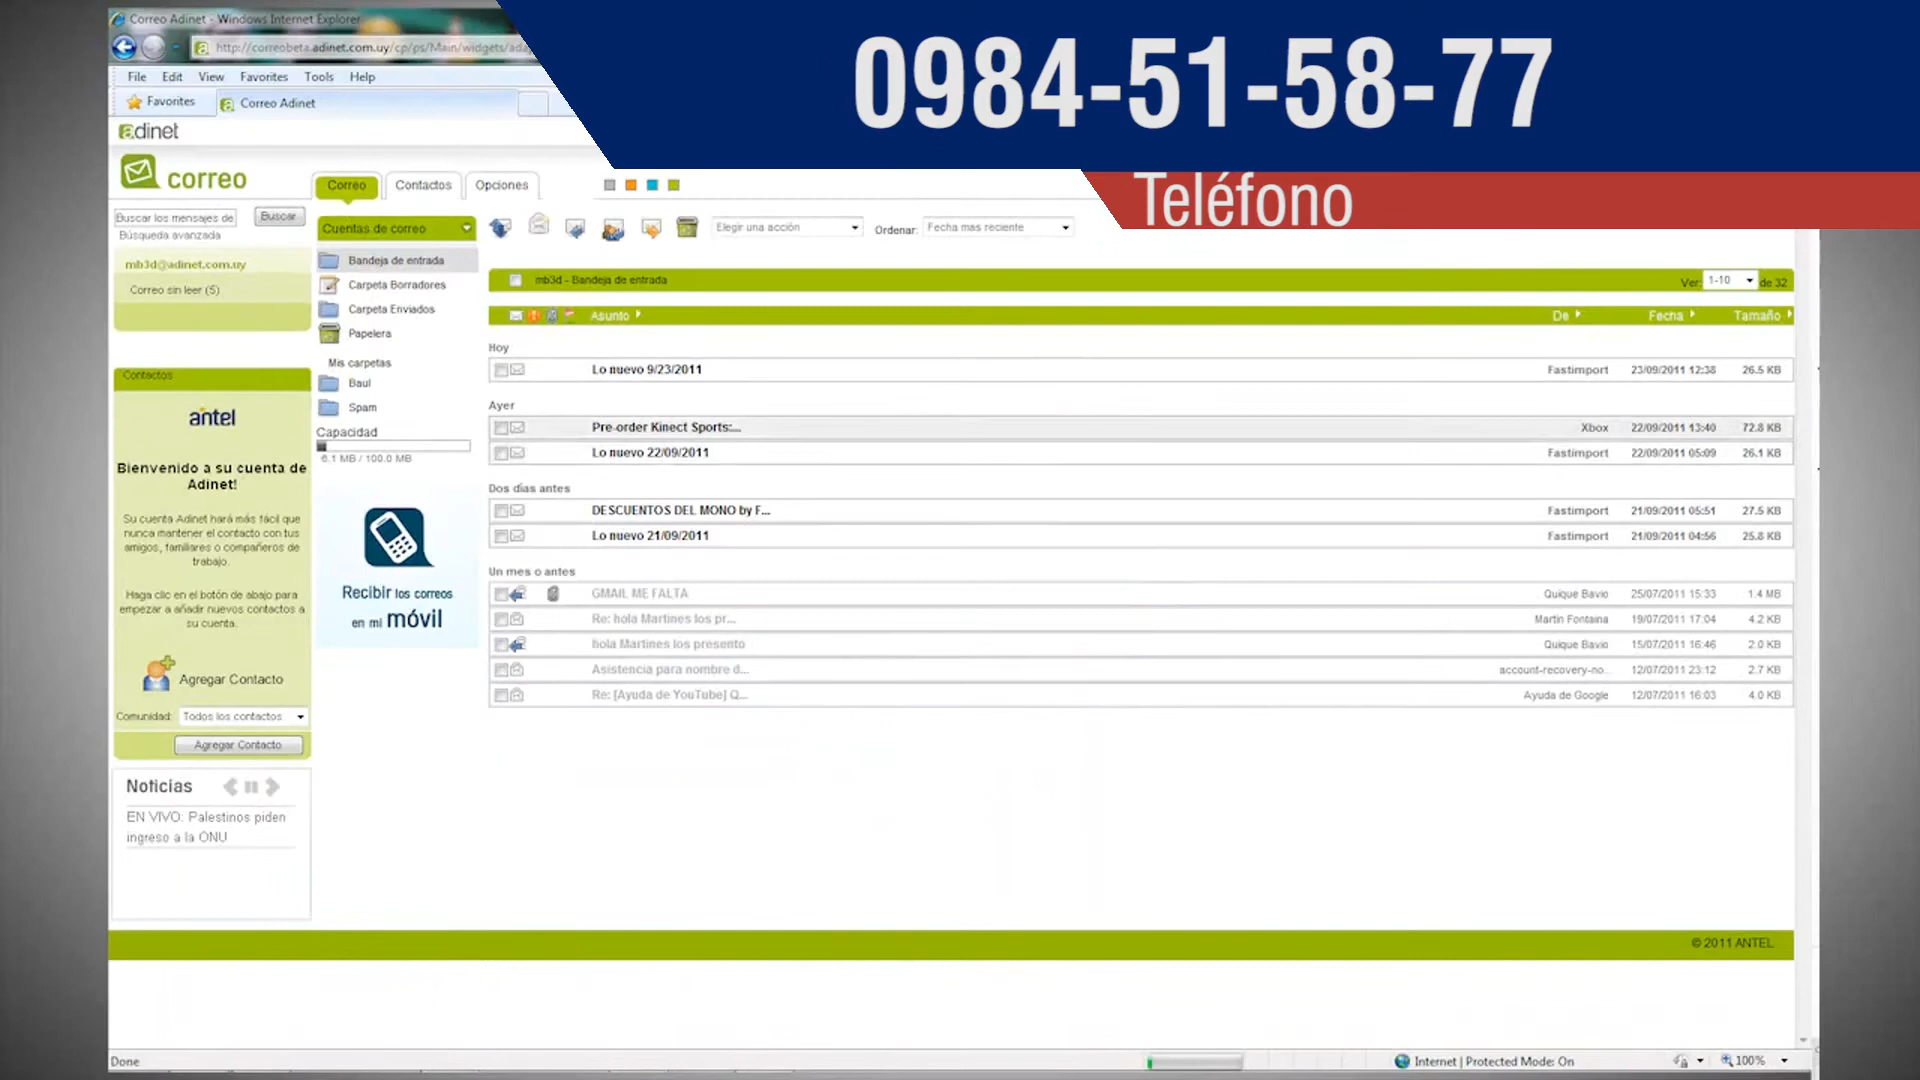 Correo Adinet - Windows Internet Explorer
http://correobeta.adinet.com.uy/cp/ps/Main/widgets/ada
0984-51-58-77
Teléfono
File Edit View Favorites Tools Help
Favorites
Correo Adinet
adinet
correo
Correo Contactos Opciones
Buscar los mensajes de
Buscar
Búsqueda avanzada
mb3d@adinet.com.uy
Correo sin leer (5)
Cuentas de correo
Bandeja de entrada
Carpeta Borradores
Carpeta Enviados
Papelera
Mis carpetas
Baul
Spam
Capacidad
6.1 MB / 100.0 MB
Elegir una acción
Ordenar: Fecha mas reciente
mb3d - Bandeja de entrada
Ver: 1-10 de 32
Asunto De Fecha Tamaño
Hoy
Lo nuevo 9/23/2011 Fastimport 23/09/2011 12:38 26.5 KB
Ayer
Pre-order Kinect Sports:... Xbox 22/09/2011 13:40 72.8 KB
Lo nuevo 22/09/2011 Fastimport 22/09/2011 05:09 26.1 KB
Dos días antes
DESCUENTOS DEL MONO by F... Fastimport 21/09/2011 05:51 27.5 KB
Lo nuevo 21/09/2011 Fastimport 21/09/2011 04:56 25.8 KB
Un mes o antes
GMAIL ME FALTA Quique Bavio 25/07/2011 15:33 1.4 MB
Re: hola Martines los pr... Martin Fontaina 19/07/2011 17:04 4.2 KB
hola Martines los presento Quique Bavio 15/07/2011 16:46 2.0 KB
Asistencia para nombre d... account-recovery-no... 12/07/2011 23:12 2.7 KB
Re: [Ayuda de YouTube] Q... Ayuda de Google 12/07/2011 16:03 4.0 KB
Contactos
antel
Bienvenido a su cuenta de
Adinet!
Su cuenta Adinet hará más fácil que
nunca mantener el contacto con tus
amigos, familiares o compañeros de
trabajo.
Haga clic en el botón de abajo para
empezar a añadir nuevos contactos a
su cuenta.
Agregar Contacto
Comunidad: Todos los contactos
Agregar Contacto
Recibir los correos
en mi móvil
Noticias
EN VIVO: Palestinos piden
ingreso a la ONU
© 2011 ANTEL
Done
Internet | Protected Mode: On
100%